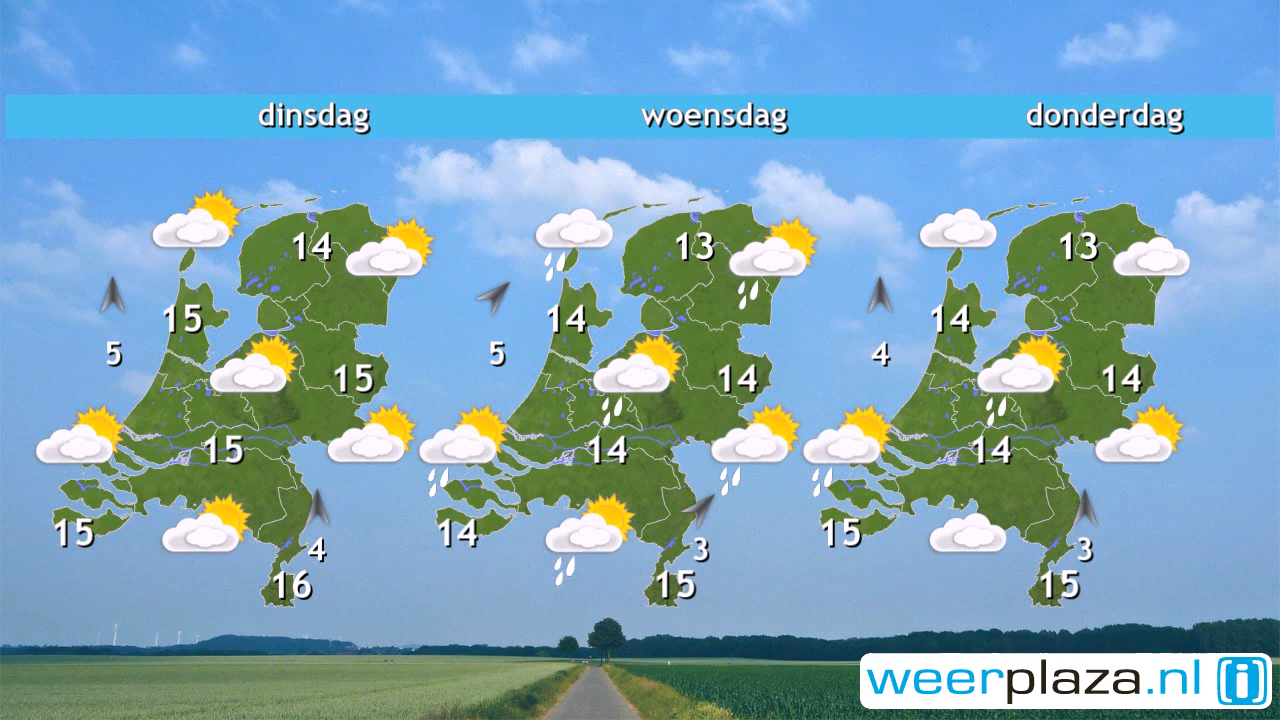 dinsdag woensdag donderdag
14 13 13
15 14 14
5 5 4
15 14 14
15 14 14
15 14 15
4 3 3
16 15 15
weerplaza.nl i